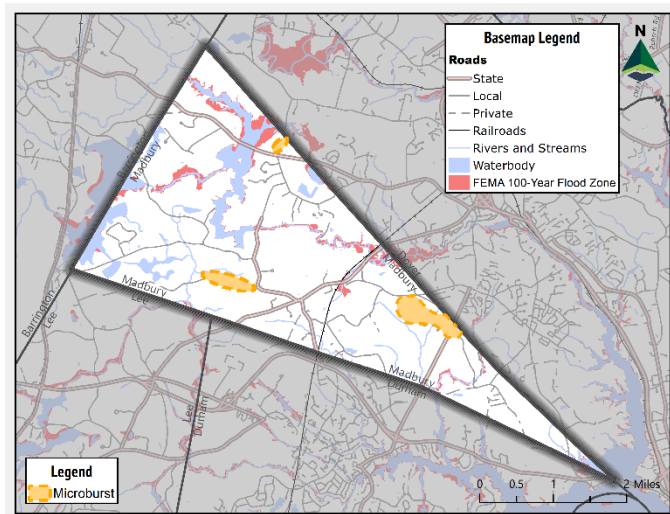 Basemap Legend
Roads
State
Local
Private
Railroads
Rivers and Streams
Waterbody
FEMA 100-Year Flood Zone
N
Barrington
Madbury
Dover
Madbury
Madbury
Lee
Barrington
Lee
Madbury
Durham
Lee
Durham
Legend
Microburst
0 0.5 1 2 Miles